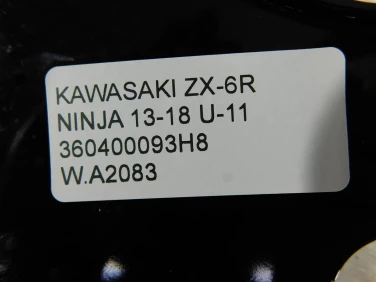 KAWASAKI ZX-6R
NINJA 13-18 U-11
360400093H8
W.A2083